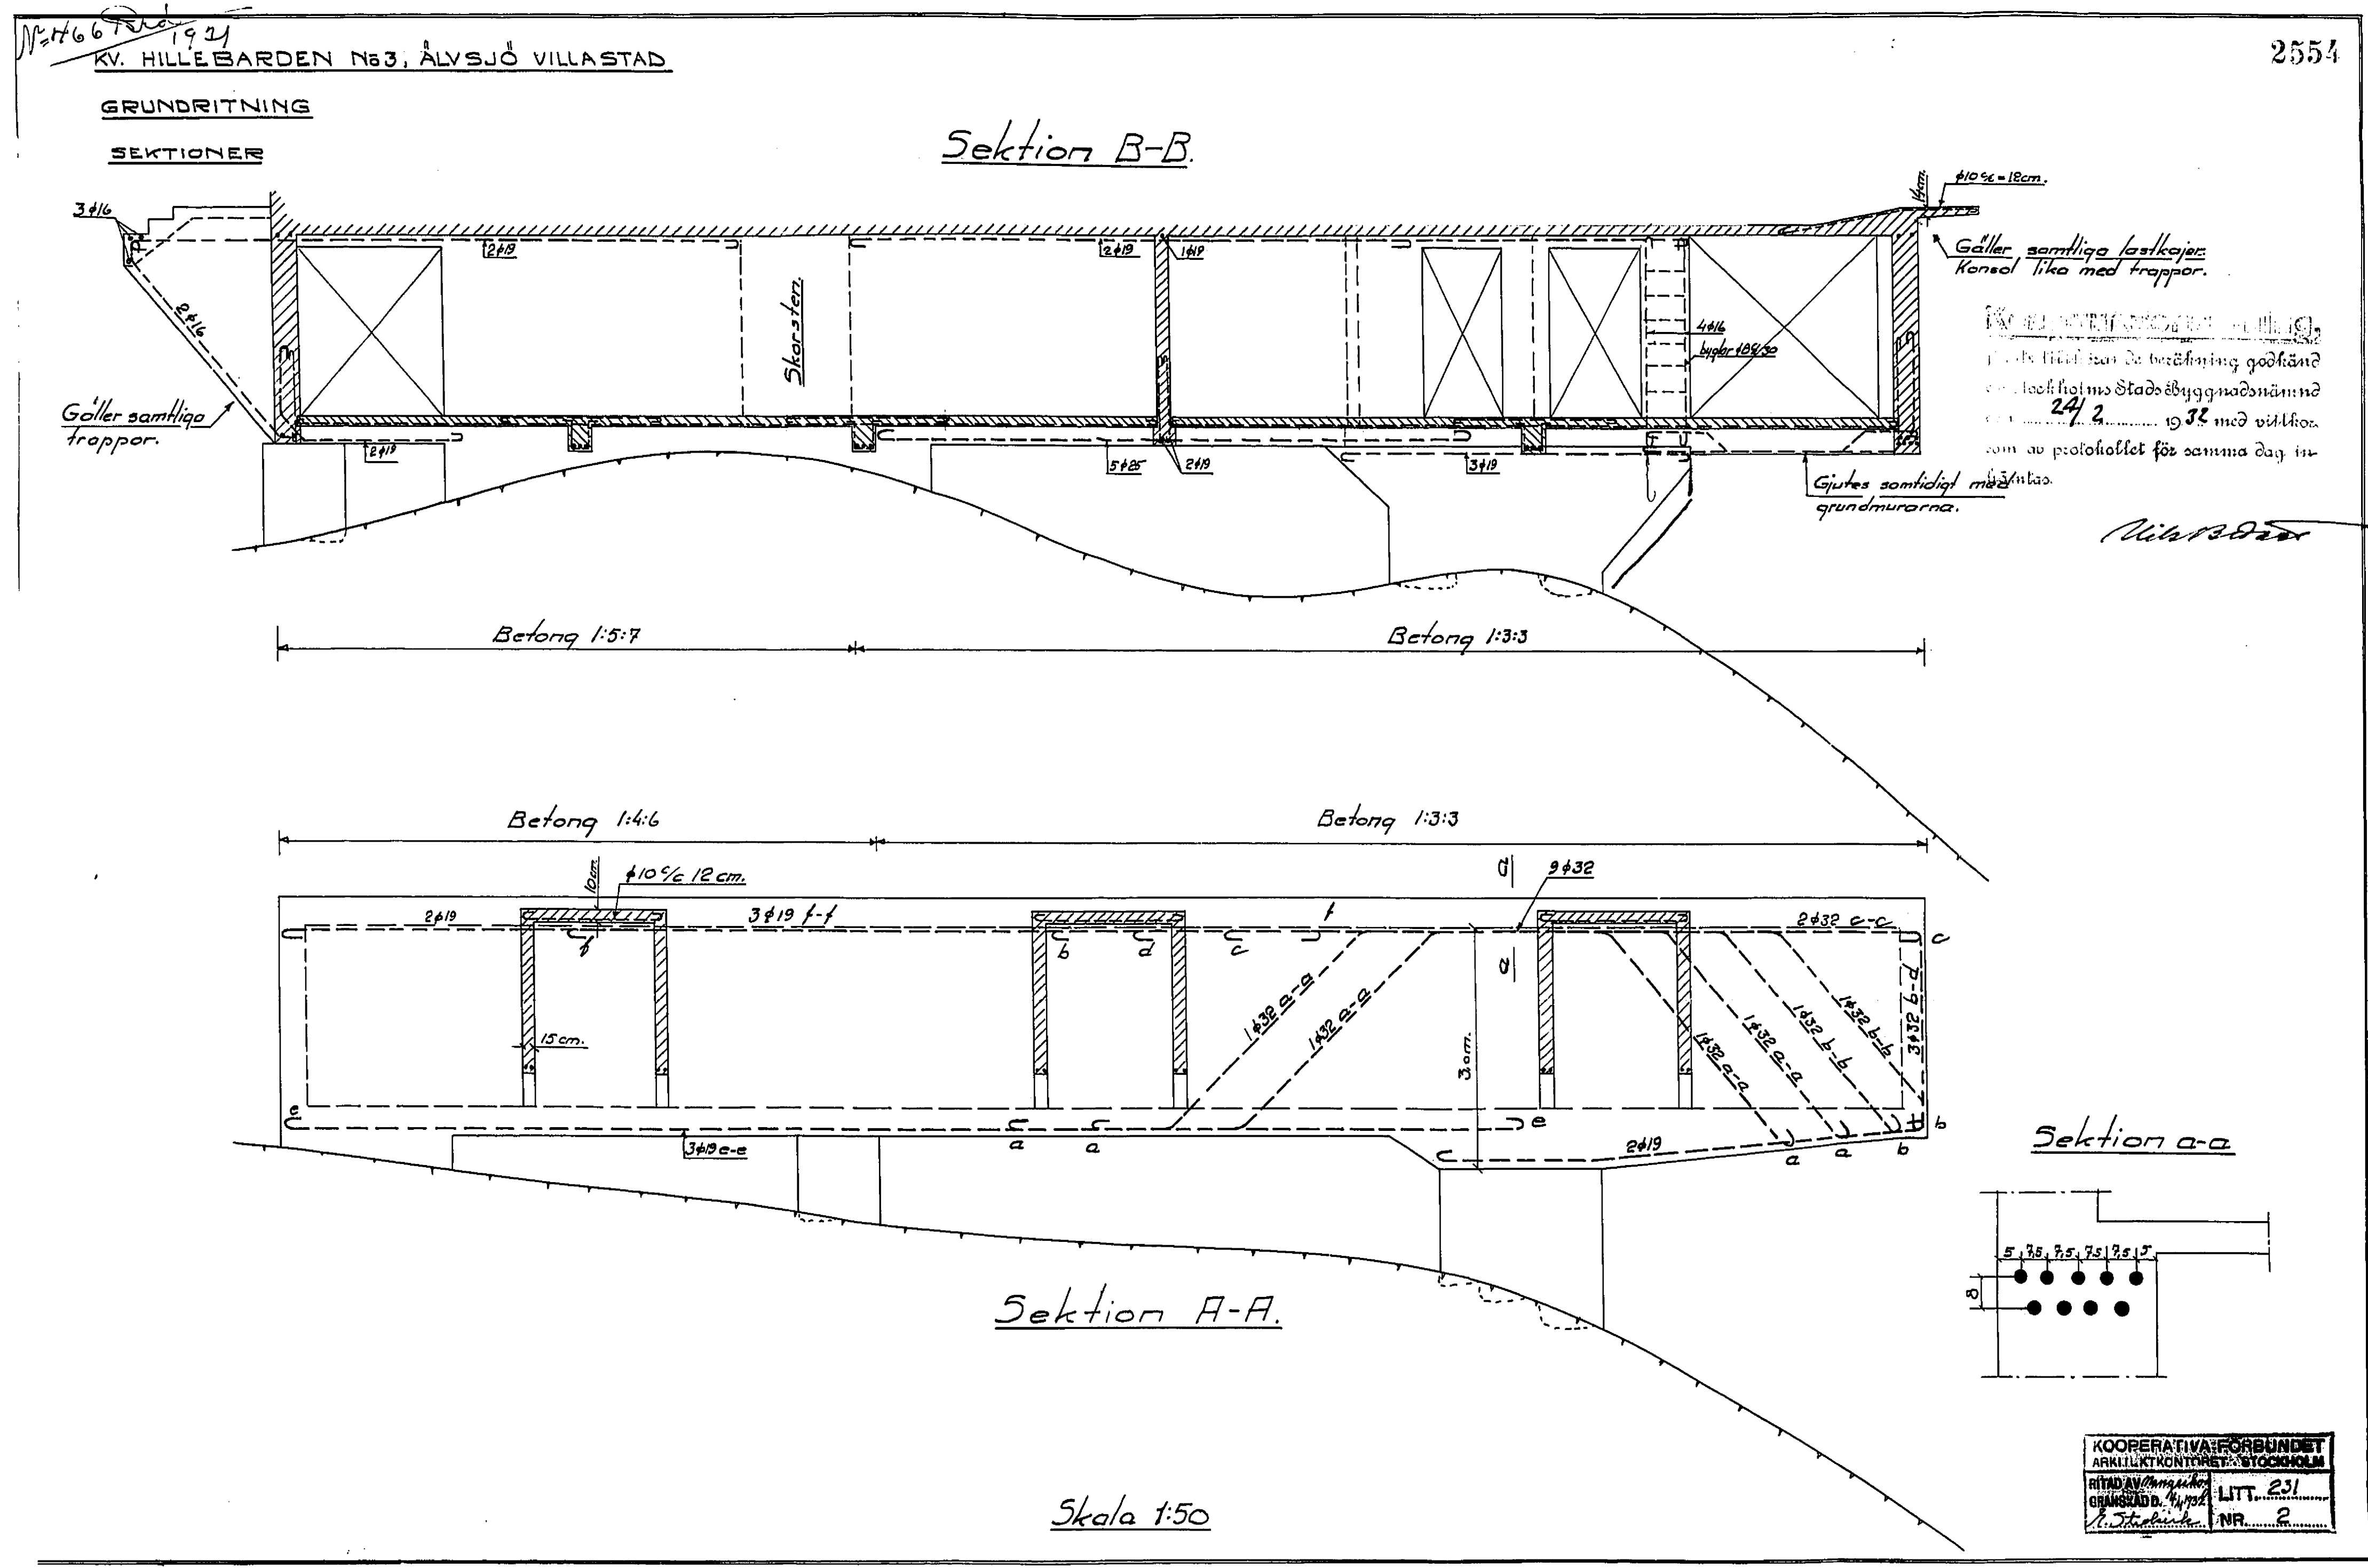 2554
KV. HILLEBARDEN No3, ÄLVSJÖ VILLASTAD
GRUNDRITNING
SEKTIONER
Sektion B-B.
3ϕ16
2ϕ16
Gäller samtliga
trappor.
2ϕ19
2ϕ19
Skorsten.
2ϕ19
1ϕ19
5ϕ25
2ϕ19
3ϕ19
4ϕ16
byglar ϕ8 c/c 30
14cm.
ϕ10 c/c = 12cm.
Gäller samtliga lastkajer.
Konsol lika med trappor.
beräkning godkänd
Stockholms Stads Byggnadsnämnd
24/2 1932 med villkor
som av protokollet för samma dag in-
hämtas.
Gjutes samtidigt med
grundmurarna.
Betong 1:5:7
Betong 1:3:3
Betong 1:4:6
Betong 1:3:3
10cm
ϕ10 c/c 12 cm.
a
9ϕ32
2ϕ19
3ϕ19 f-f
f
2ϕ32 c-c
f
b
d
c
a
c
1ϕ32 a-a
1ϕ32 a-a
3.0m.
1ϕ32 a-a
1ϕ32 a-a
1ϕ32 b-b
1ϕ32 b-b
3ϕ32 b-d
15cm.
e
3ϕ19 e-e
a
a
e
2ϕ19
a
a
b
b
Sektion a-a
5 7,5 7,5 7,5 7,5 5
8
Sektion A-A.
Skala 1:50
KOOPERATIVA FÖRBUNDET
ARKITEKTKONTORET STOCKHOLM
RITAD AV
GRANSKAD D.
LITT. 231
NR. 2